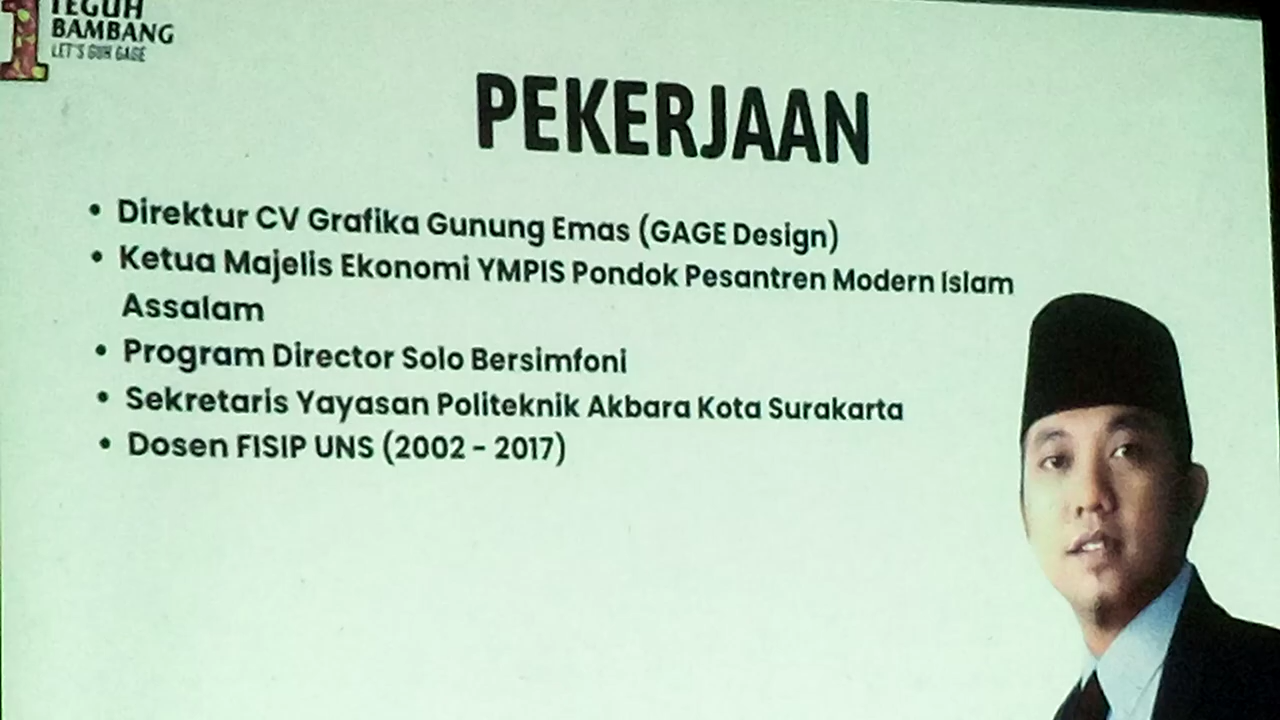 1
TEGUH
BAMBANG
LET'S GUH GAGE
PEKERJAAN
• Direktur CV Grafika Gunung Emas (GAGE Design)
• Ketua Majelis Ekonomi YMPIS Pondok Pesantren Modern Islam
Assalam
• Program Director Solo Bersimfoni
• Sekretaris Yayasan Politeknik Akbara Kota Surakarta
• Dosen FISIP UNS (2002 - 2017)